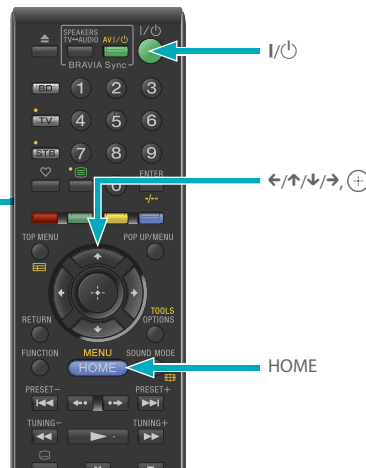 SPEAKERS
TV↔AUDIO AV I/⏻ I/⏻
BRAVIA Sync
I/⏻
BD 1 2 3
TV 4 5 6
STB 7 8 9
0 ENTER
-/--
←/↑/↓/→,
TOP MENU POP UP/MENU
RETURN TOOLS
OPTIONS
FUNCTION MENU SOUND MODE
HOME
HOME
PRESET– PRESET+
TUNING– TUNING+